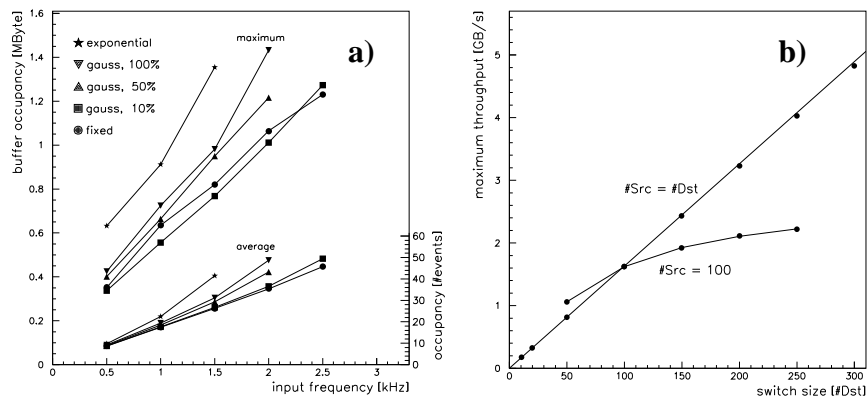 a)
buffer occupancy [MByte]
1.6
1.4
1.2
1
0.8
0.6
0.4
0.2
0
exponential
gauss, 100%
gauss, 50%
gauss, 10%
fixed
maximum
average
60
50
40
30
20
10
0
occupancy [#events]
0 0.5 1 1.5 2 2.5 3
input frequency [kHz]
b)
maximum throughput [GB/s]
5
4
3
2
1
0
#Src = #Dst
#Src = 100
0 50 100 150 200 250 300
switch size [#Dst]